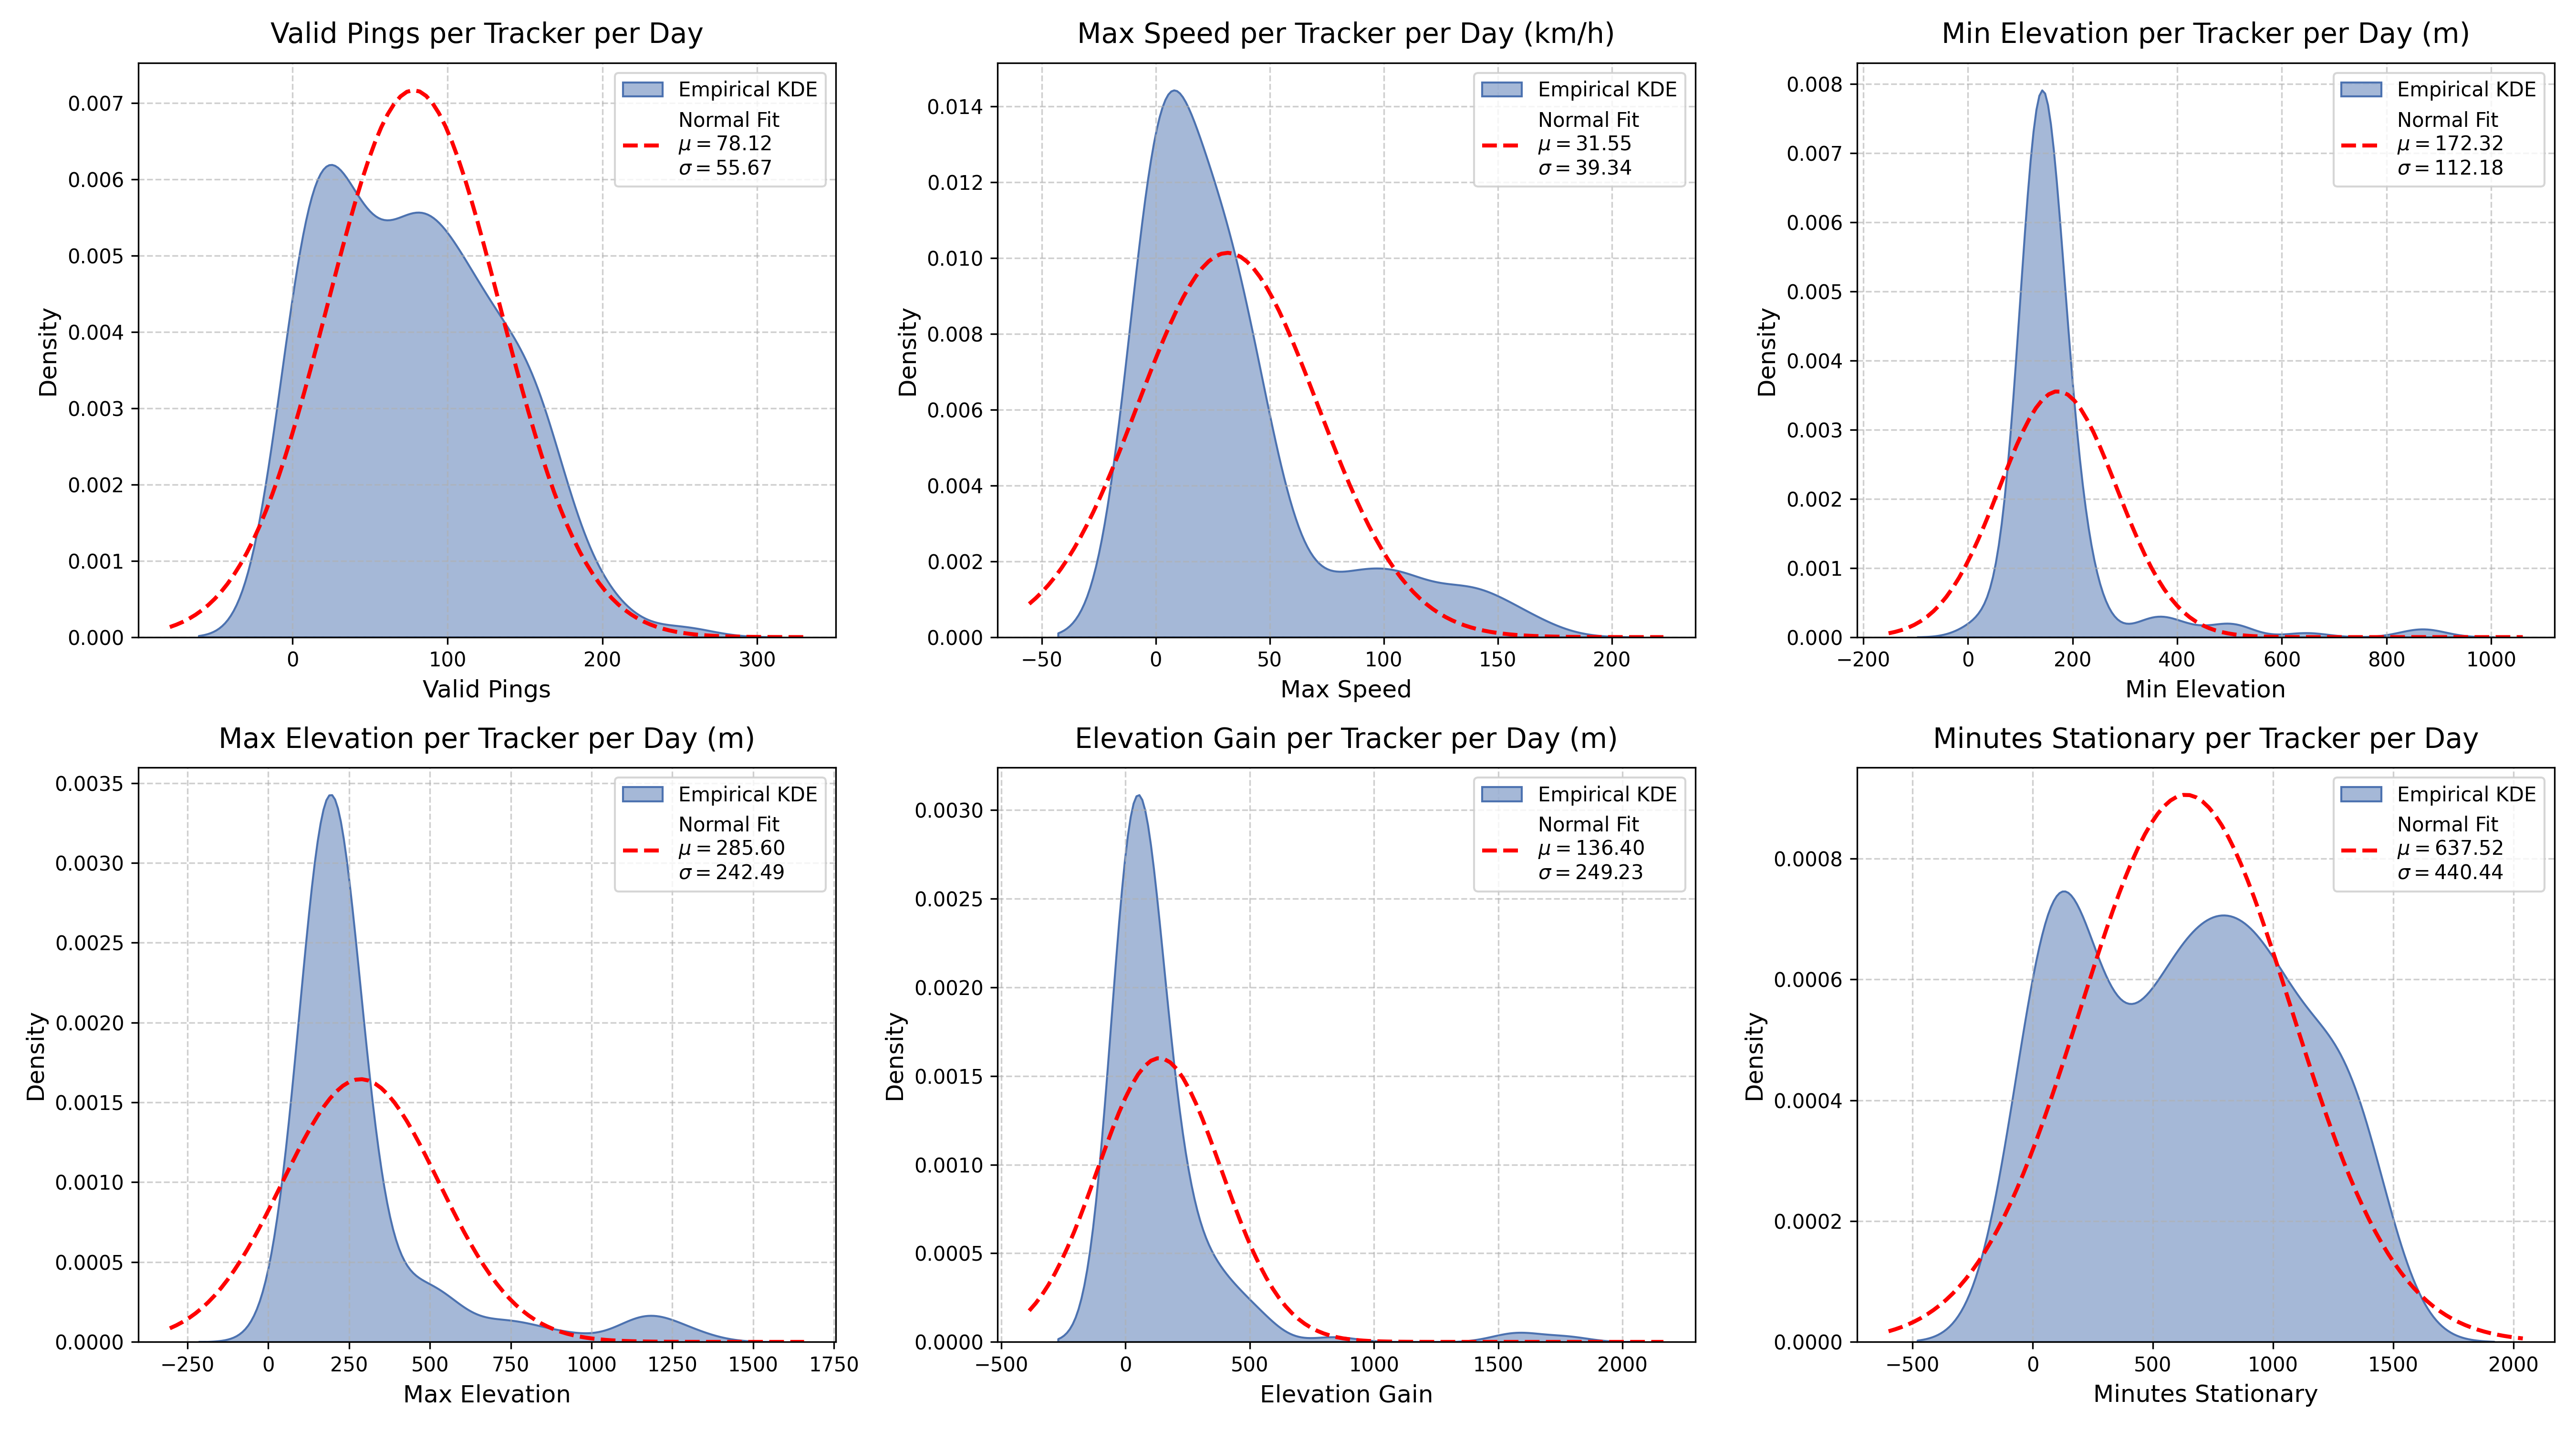 Valid Pings per Tracker per Day
Density
0.007
0.006
0.005
0.004
0.003
0.002
0.001
0.000
Empirical KDE
Normal Fit
μ = 78.12
σ = 55.67
0 100 200 300
Valid Pings
Max Speed per Tracker per Day (km/h)
Density
0.014
0.012
0.010
0.008
0.006
0.004
0.002
0.000
Empirical KDE
Normal Fit
μ = 31.55
σ = 39.34
−50 0 50 100 150 200
Max Speed
Min Elevation per Tracker per Day (m)
Density
0.008
0.007
0.006
0.005
0.004
0.003
0.002
0.001
0.000
Empirical KDE
Normal Fit
μ = 172.32
σ = 112.18
−200 0 200 400 600 800 1000
Min Elevation
Max Elevation per Tracker per Day (m)
Density
0.0035
0.0030
0.0025
0.0020
0.0015
0.0010
0.0005
0.0000
Empirical KDE
Normal Fit
μ = 285.60
σ = 242.49
−250 0 250 500 750 1000 1250 1500 1750
Max Elevation
Elevation Gain per Tracker per Day (m)
Density
0.0030
0.0025
0.0020
0.0015
0.0010
0.0005
0.0000
Empirical KDE
Normal Fit
μ = 136.40
σ = 249.23
−500 0 500 1000 1500 2000
Elevation Gain
Minutes Stationary per Tracker per Day
Density
0.0008
0.0006
0.0004
0.0002
0.0000
Empirical KDE
Normal Fit
μ = 637.52
σ = 440.44
−500 0 500 1000 1500 2000
Minutes Stationary